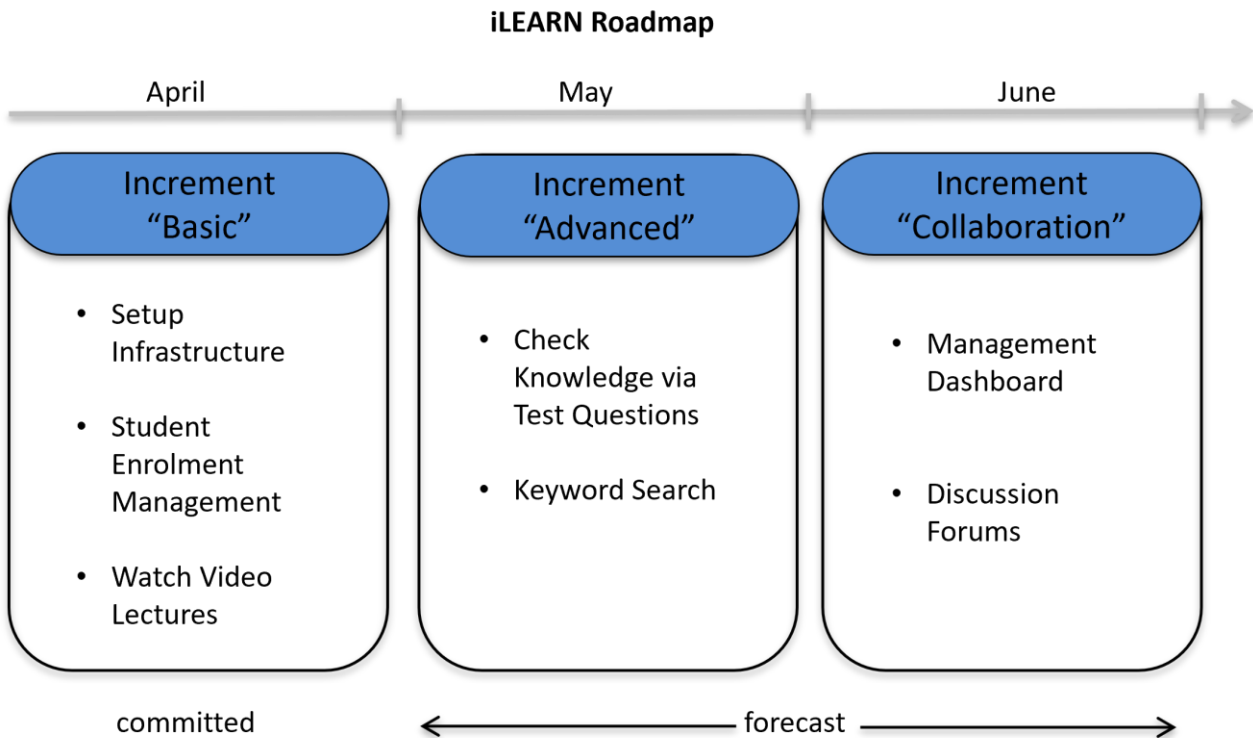 iLEARN Roadmap
April
May
June
Increment
“Basic”
• Setup
Infrastructure
• Student
Enrolment
Management
• Watch Video
Lectures
Increment
“Advanced”
• Check
Knowledge via
Test Questions
• Keyword Search
Increment
“Collaboration”
• Management
Dashboard
• Discussion
Forums
committed
forecast